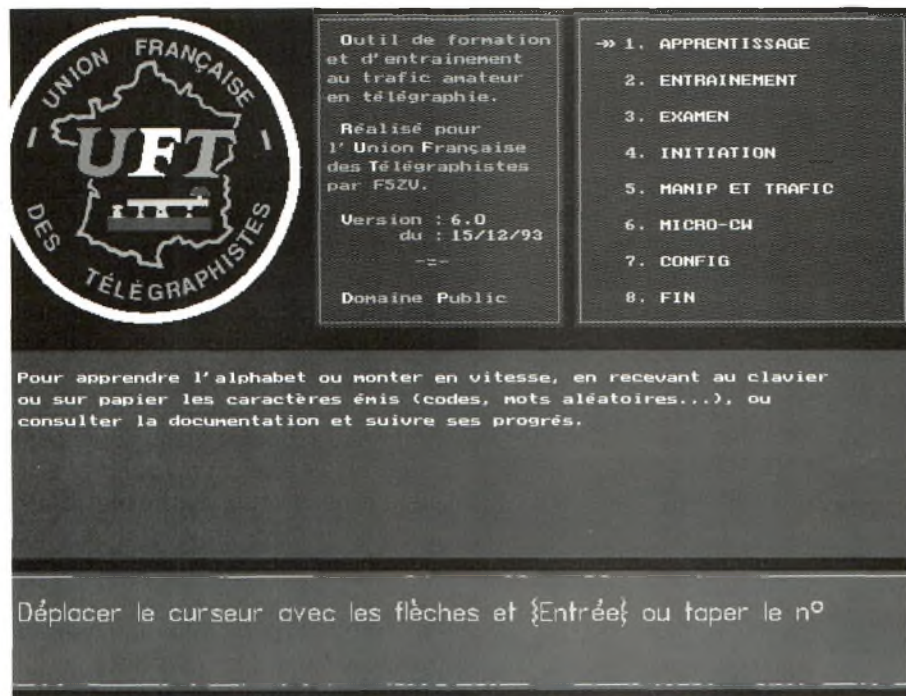 UNION FRANÇAISE
DES TÉLÉGRAPHISTES
UFT
Outil de formation
et d'entrainement
au trafic amateur
en télégraphie.
Réalisé pour
l'Union Française
des Télégraphistes
par F5ZV.
Version : 6.0
du : 15/12/93
-=-
Domaine Public
->> 1. APPRENTISSAGE
2. ENTRAINEMENT
3. EXAMEN
4. INITIATION
5. MANIP ET TRAFIC
6. MICRO-CW
7. CONFIG
8. FIN
Pour apprendre l'alphabet ou monter en vitesse, en recevant au clavier
ou sur papier les caractères émis (codes, mots aléatoires...), ou
consulter la documentation et suivre ses progrés.
Déplacer le curseur avec les flèches et {Entrée} ou taper le n°